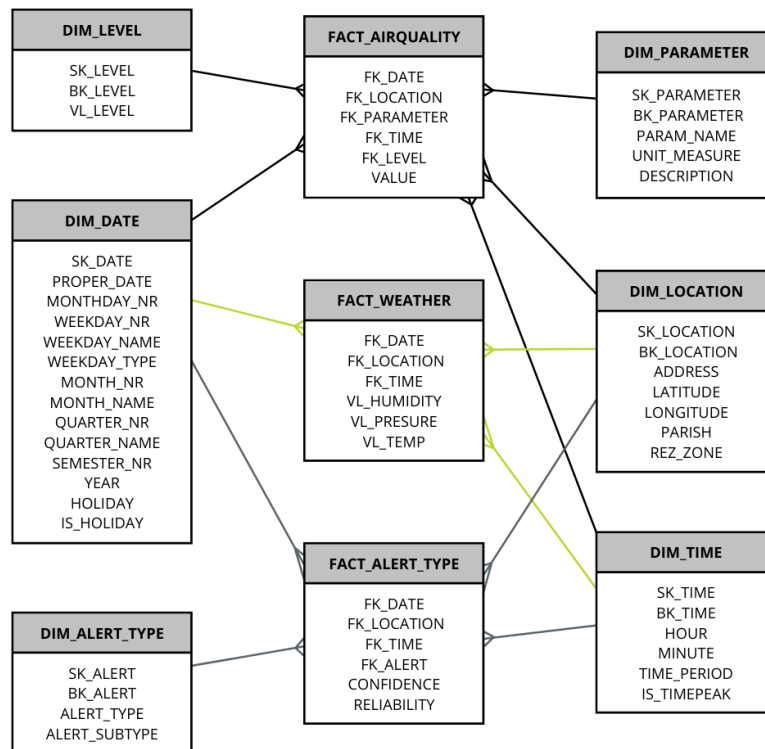 DIM_LEVEL
SK_LEVEL
BK_LEVEL
VL_LEVEL
FACT_AIRQUALITY
FK_DATE
FK_LOCATION
FK_PARAMETER
FK_TIME
FK_LEVEL
VALUE
DIM_PARAMETER
SK_PARAMETER
BK_PARAMETER
PARAM_NAME
UNIT_MEASURE
DESCRIPTION
DIM_DATE
SK_DATE
PROPER_DATE
MONTHDAY_NR
WEEKDAY_NR
WEEKDAY_NAME
WEEKDAY_TYPE
MONTH_NR
MONTH_NAME
QUARTER_NR
QUARTER_NAME
SEMESTER_NR
YEAR
HOLIDAY
IS_HOLIDAY
FACT_WEATHER
FK_DATE
FK_LOCATION
FK_TIME
VL_HUMIDITY
VL_PRESURE
VL_TEMP
DIM_LOCATION
SK_LOCATION
BK_LOCATION
ADDRESS
LATITUDE
LONGITUDE
PARISH
REZ_ZONE
DIM_ALERT_TYPE
SK_ALERT
BK_ALERT
ALERT_TYPE
ALERT_SUBTYPE
FACT_ALERT_TYPE
FK_DATE
FK_LOCATION
FK_TIME
FK_ALERT
CONFIDENCE
RELIABILITY
DIM_TIME
SK_TIME
BK_TIME
HOUR
MINUTE
TIME_PERIOD
IS_TIMEPEAK